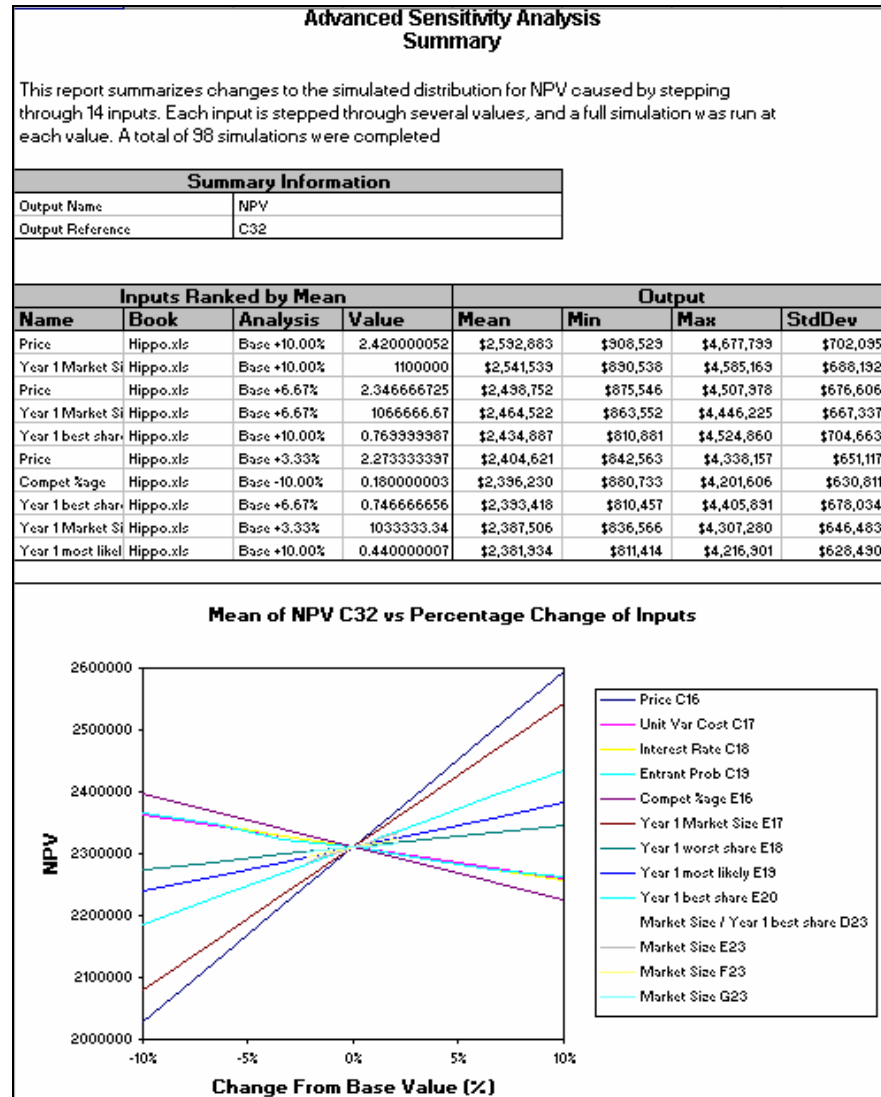 Advanced Sensitivity Analysis
Summary
This report summarizes changes to the simulated distribution for NPV caused by stepping
through 14 inputs. Each input is stepped through several values, and a full simulation was run at
each value. A total of 98 simulations were completed
Summary Information
Output Name NPV
Output Reference C32
Inputs Ranked by Mean Output
Name Book Analysis Value Mean Min Max StdDev
Price Hippo.xls Base +10.00% 2.420000052 $2,592,883 $908,529 $4,677,799 $702,095
Year 1 Market Si Hippo.xls Base +10.00% 1100000 $2,541,539 $890,538 $4,585,169 $688,192
Price Hippo.xls Base +6.67% 2.346666725 $2,498,752 $875,546 $4,507,978 $676,606
Year 1 Market Si Hippo.xls Base +6.67% 1066666.67 $2,464,522 $863,552 $4,446,225 $667,337
Year 1 best shar Hippo.xls Base +10.00% 0.769999987 $2,434,887 $810,881 $4,524,860 $704,663
Price Hippo.xls Base +3.33% 2.273333397 $2,404,621 $842,563 $4,338,157 $651,117
Compet %age Hippo.xls Base -10.00% 0.180000003 $2,396,230 $880,733 $4,201,606 $630,811
Year 1 best share Hippo.xls Base +6.67% 0.746666656 $2,393,418 $810,457 $4,405,891 $678,034
Year 1 Market Si Hippo.xls Base +3.33% 1033333.34 $2,387,506 $836,566 $4,307,280 $646,483
Year 1 most likel Hippo.xls Base +10.00% 0.440000007 $2,381,934 $811,414 $4,216,901 $628,490
Mean of NPV C32 vs Percentage Change of Inputs
2600000
2500000
2400000
2300000
2200000
2100000
2000000
NPV
-10% -5% 0% 5% 10%
Change From Base Value (%)
Price C16
Unit Var Cost C17
Interest Rate C18
Entrant Prob C19
Compet %age E16
Year 1 Market Size E17
Year 1 worst share E18
Year 1 most likely E19
Year 1 best share E20
Market Size / Year 1 best share D23
Market Size E23
Market Size F23
Market Size G23